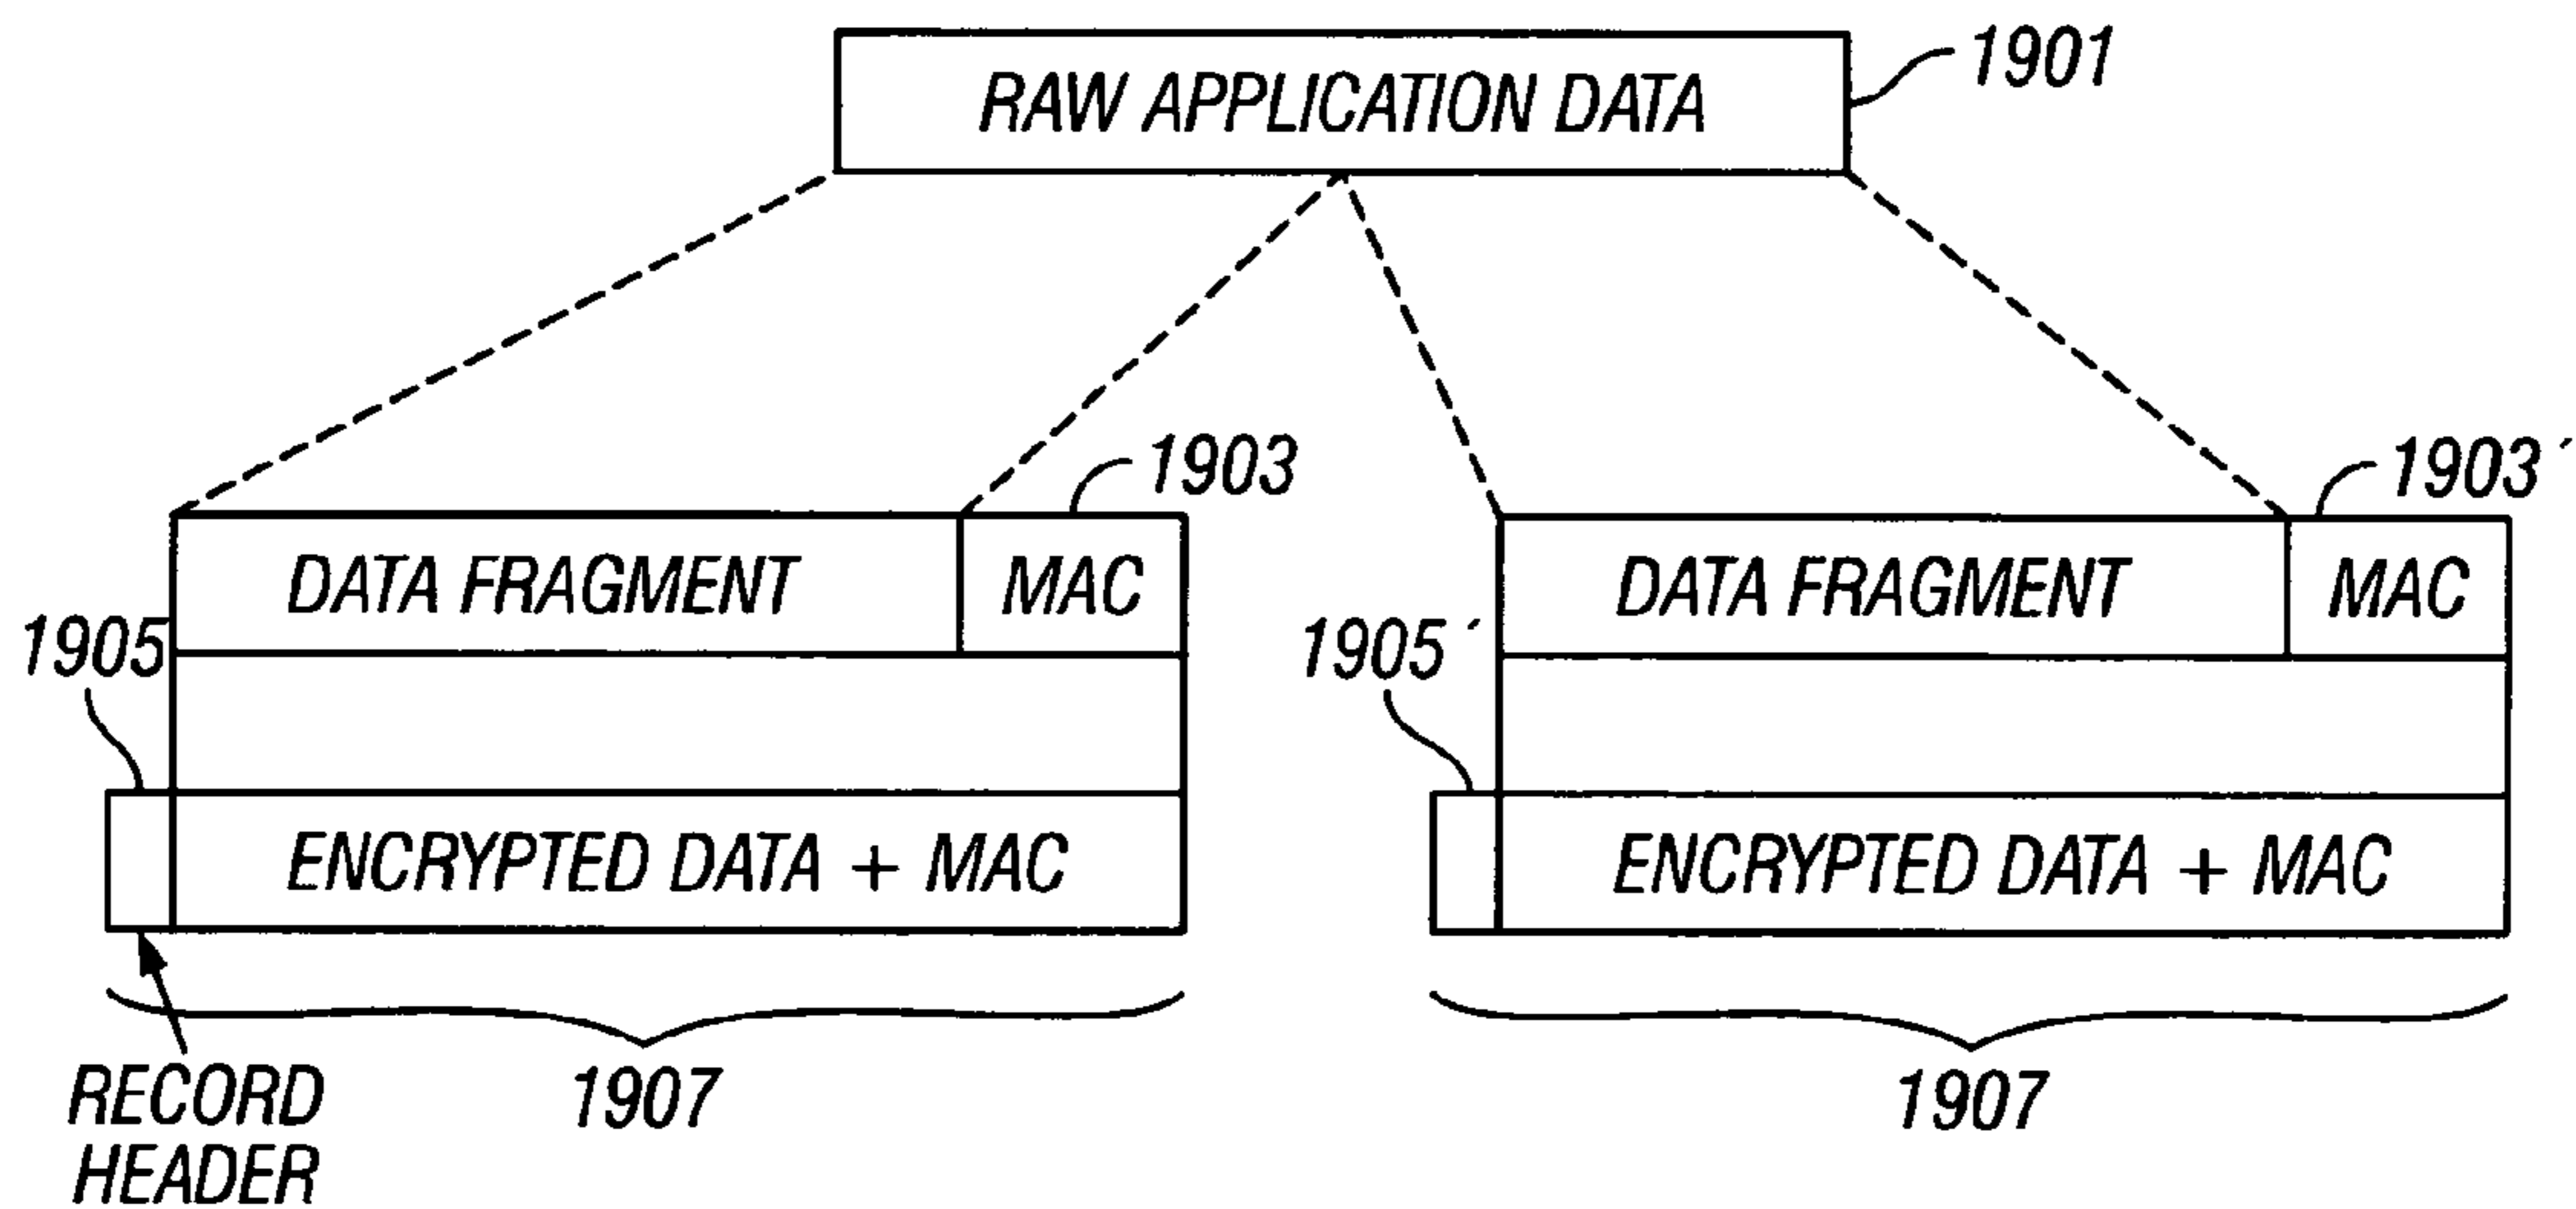 RAW APPLICATION DATA
1901
1903
1903´
DATA FRAGMENT
MAC
DATA FRAGMENT
MAC
1905
1905´
ENCRYPTED DATA + MAC
ENCRYPTED DATA + MAC
RECORD
HEADER
1907
1907